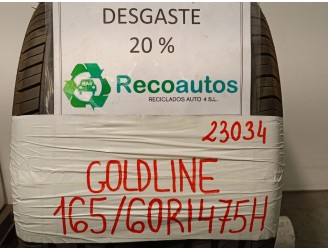 DESGASTE
20 %
Recoautos
RECICLADOS AUTO 4 S.L.
23034
GOLDLINE
165/60R1475H